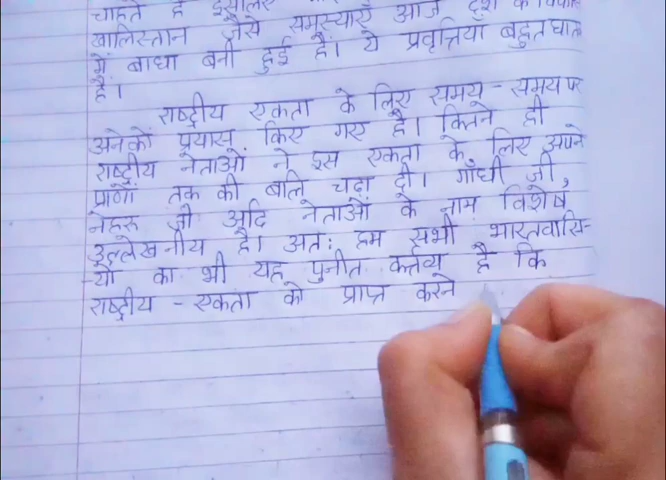 चाहते हैं इसलिए
खालिस्तान जैसे समस्याएँ आज देश के विकास
में बाधा बनी हुई हैं। ये प्रवृत्तियाँ बहुत घात
हैं।
राष्ट्रीय एकता के लिए समय - समय पर
अनेकों प्रयास किए गए हैं। कितने ही
राष्ट्रीय नेताओं ने इस एकता के लिए अपने
प्राणों तक की बलि चढ़ा दी। गाँधी जी,
नेहरू जी आदि नेताओं के नाम विशेष
उल्लेखनीय है। अतः हम सभी भारतवासि-
-यो का भी यह पुनीत कर्त्तव्य है कि
राष्ट्रीय - एकता को प्राप्त करने